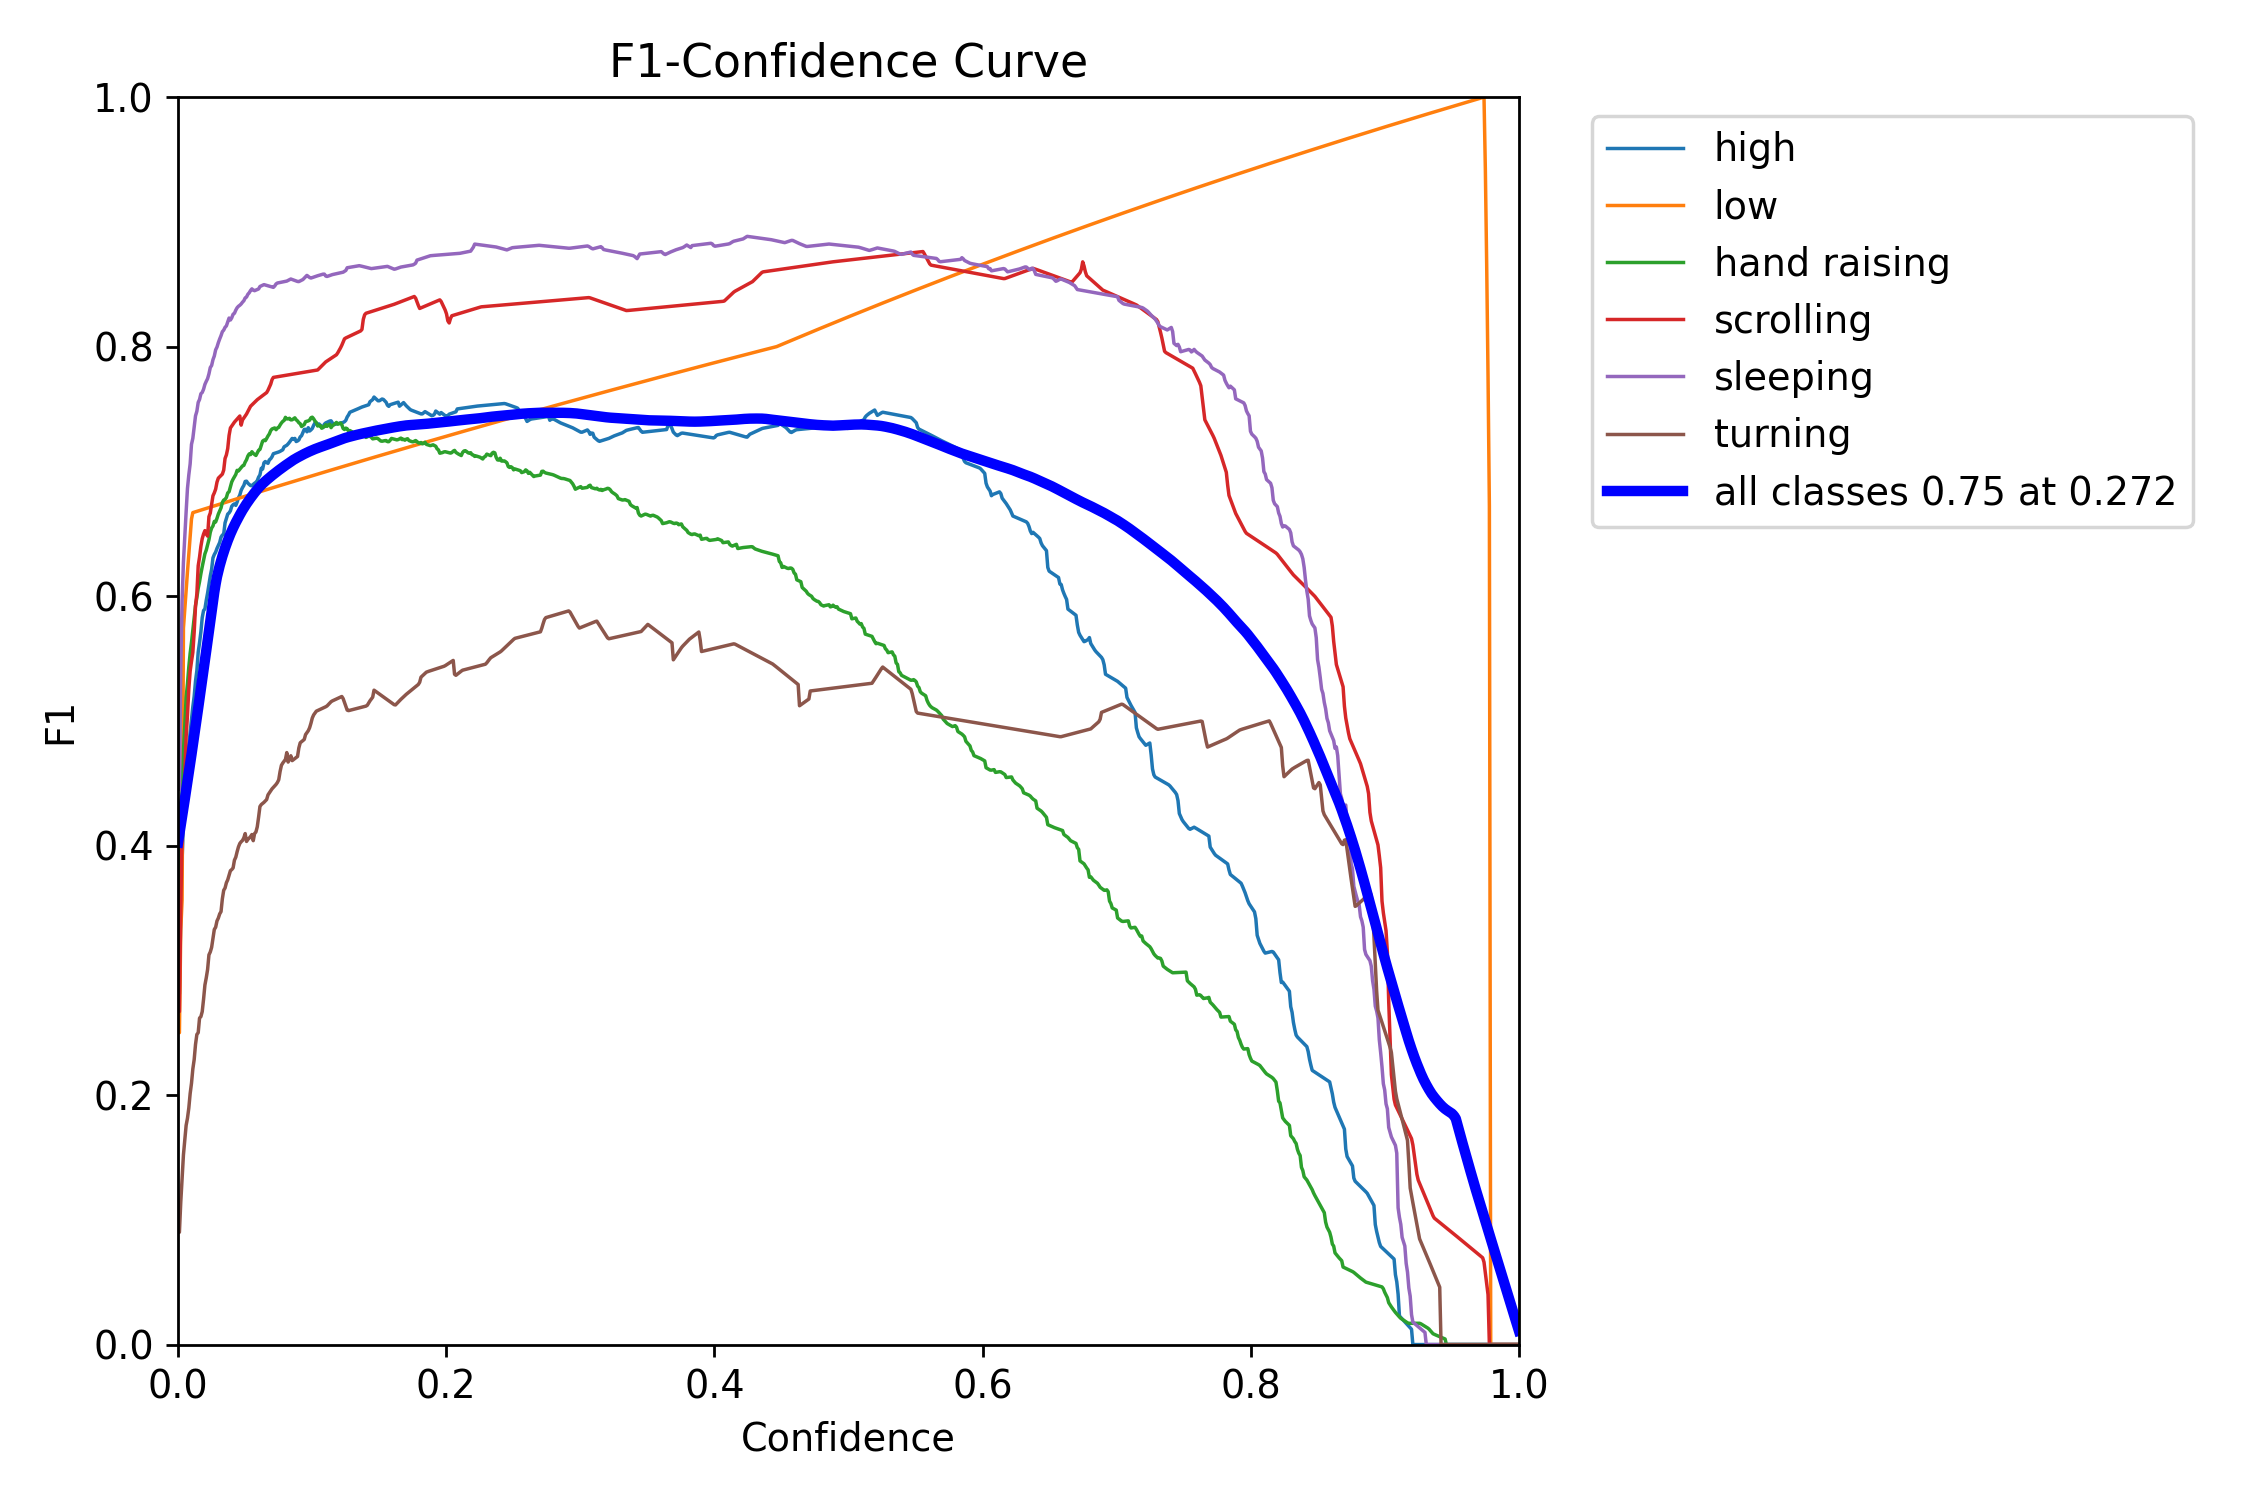 F1-Confidence Curve
1.0
0.8
0.6
0.4
0.2
0.0
F1
0.0 0.2 0.4 0.6 0.8 1.0
Confidence
high
low
hand raising
scrolling
sleeping
turning
all classes 0.75 at 0.272